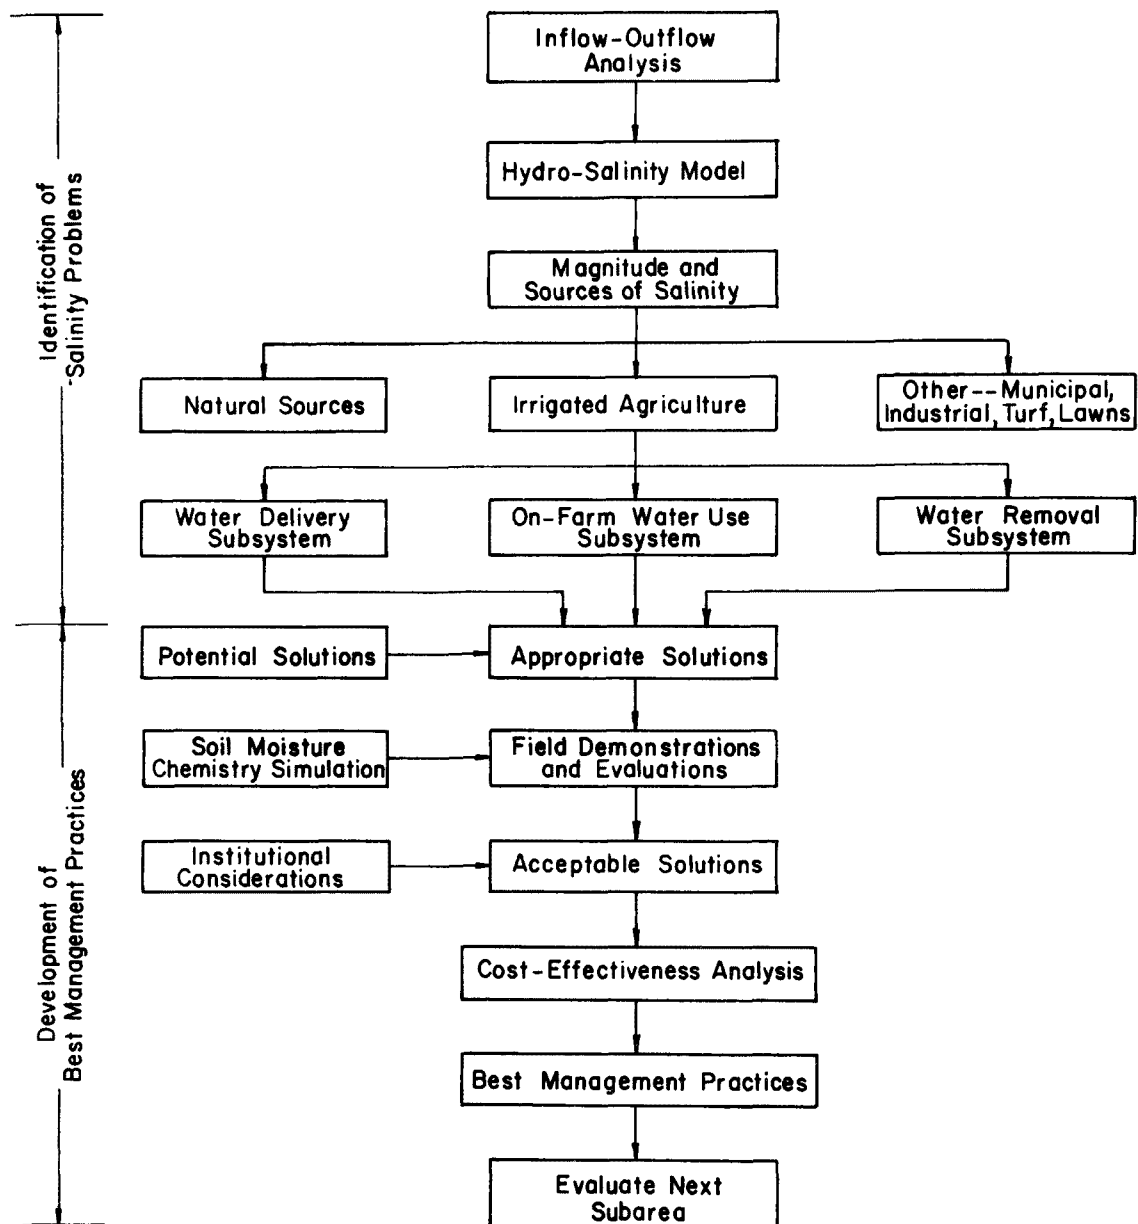 Inflow-Outflow
Analysis
Hydro-Salinity Model
Magnitude and
Sources of Salinity
Natural Sources
Irrigated Agriculture
Other--Municipal,
Industrial, Turf, Lawns
Water Delivery
Subsystem
On-Farm Water Use
Subsystem
Water Removal
Subsystem
Identification of
Salinity Problems
Potential Solutions
Appropriate Solutions
Soil Moisture
Chemistry Simulation
Field Demonstrations
and Evaluations
Institutional
Considerations
Acceptable Solutions
Cost-Effectiveness Analysis
Best Management Practices
Evaluate Next
Subarea
Development of
Best Management Practices